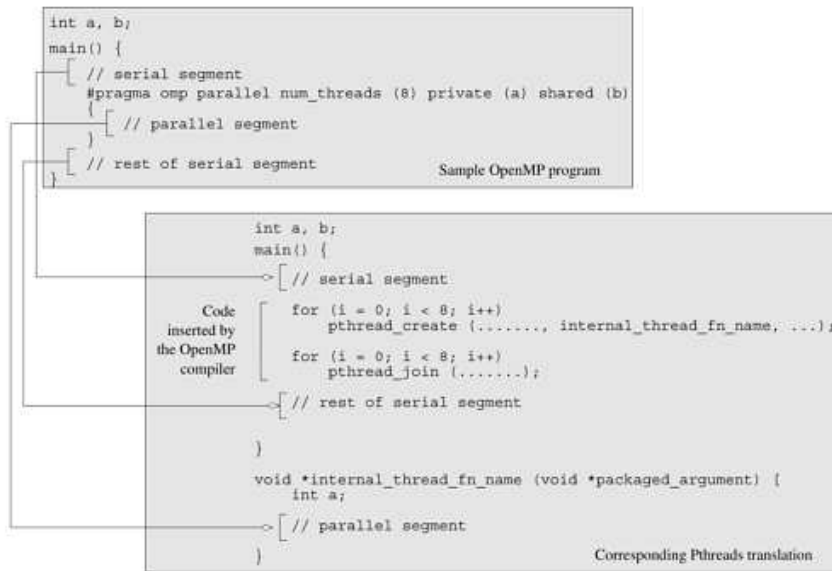 int a, b;
main() {
// serial segment
#pragma omp parallel num_threads (8) private (a) shared (b)
{
// parallel segment
}
// rest of serial segment
}
Sample OpenMP program
int a, b;
main() {
// serial segment
Code
inserted by
the OpenMP
compiler
for (i = 0; i < 8; i++)
pthread_create (......., internal_thread_fn_name, ...);
for (i = 0; i < 8; i++)
pthread_join (.......);
// rest of serial segment
}
void *internal_thread_fn_name (void *packaged_argument) [
int a;
// parallel segment
}
Corresponding Pthreads translation